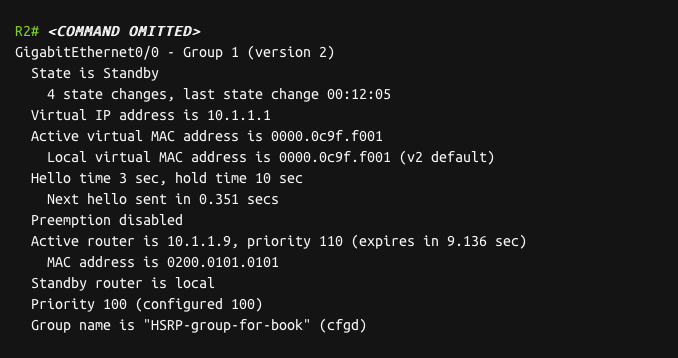 R2# <COMMAND OMITTED>
GigabitEthernet0/0 - Group 1 (version 2)
State is Standby
4 state changes, last state change 00:12:05
Virtual IP address is 10.1.1.1
Active virtual MAC address is 0000.0c9f.f001
Local virtual MAC address is 0000.0c9f.f001 (v2 default)
Hello time 3 sec, hold time 10 sec
Next hello sent in 0.351 secs
Preemption disabled
Active router is 10.1.1.9, priority 110 (expires in 9.136 sec)
MAC address is 0200.0101.0101
Standby router is local
Priority 100 (configured 100)
Group name is "HSRP-group-for-book" (cfgd)